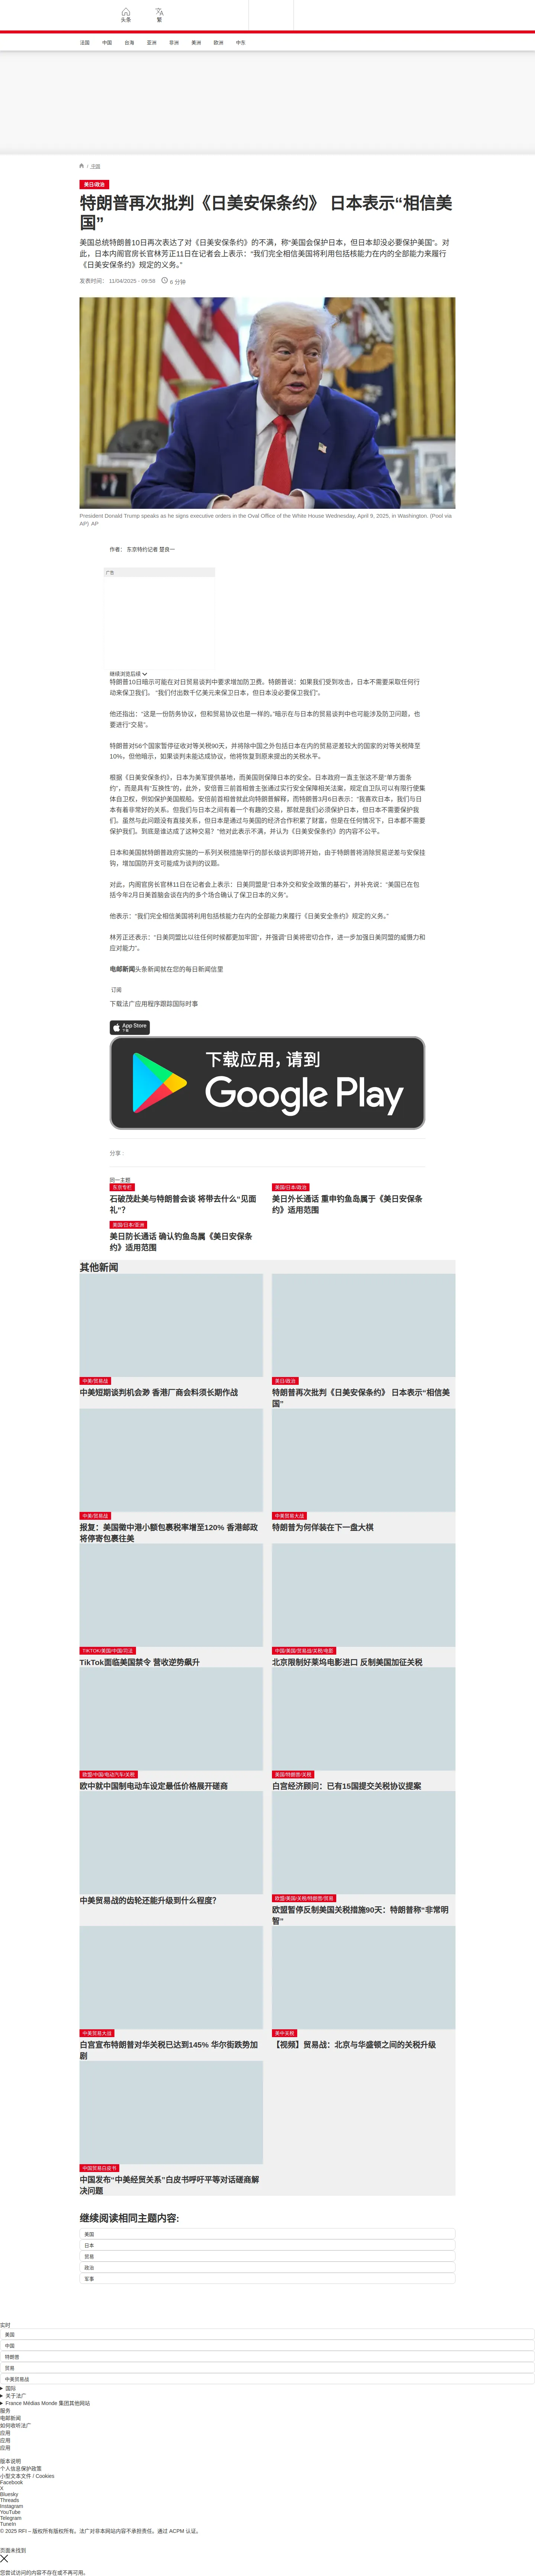 头条
繁
法国
中国
台海
亚洲
非洲
美洲
欧洲
中东
/ 中国
美日/政治
特朗普再次批判《日美安保条约》 日本表示“相信美
国”
美国总统特朗普10日再次表达了对《日美安保条约》的不满，称“美国会保护日本，但日本却没必要保护美国”。对
此，日本内阁官房长官林芳正11日在记者会上表示：“我们完全相信美国将利用包括核能力在内的全部能力来履行
《日美安保条约》规定的义务。”
发表时间： 11/04/2025 - 09:59
6 分钟
President Donald Trump speaks as he signs executive orders in the Oval Office of the White House Wednesday, April 9, 2025, in Washington. (Pool via
AP) AP
作者： 东京特约记者 楚良一
广告
继续浏览后续
特朗普10日暗示可能在对日贸易谈判中要求增加防卫费。特朗普说：如果我们受到攻击，日本不需要采取任何行
动来保卫我们。 “我们付出数千亿美元来保卫日本，但日本没必要保卫我们”。
他还指出：“这是一份防务协议，但和贸易协议也是一样的。”暗示在与日本的贸易谈判中也可能涉及防卫问题，也
要进行“交易”。
特朗普对56个国家暂停征收对等关税90天，并将除中国之外包括日本在内的贸易逆差较大的国家的对等关税降至
10%，但他暗示，如果谈判未能达成协议，他将恢复到原来提出的关税水平。
根据《日美安保条约》，日本为美军提供基地，而美国则保障日本的安全。日本政府一直主张这不是“单方面条
约”，而是具有“互换性”的，此外，安倍晋三前首相曾主张通过实行安全保障相关法案，规定自卫队可以有限行使集
体自卫权，例如保护美国舰船。安倍前首相曾就此向特朗普解释，而特朗普3月6日表示：“我喜欢日本，我们与日
本有着非常好的关系。但我们与日本之间有着一个有趣的交易，那就是我们必须保护日本，但日本不需要保护我
们。虽然与此问题没有直接关系，但日本是通过与美国的经济合作积累了财富，但是在任何情况下，日本都不需要
保护我们。到底是谁达成了这种交易？”他对此表示不满，并认为《日美安保条约》的内容不公平。
日本和美国就特朗普政府实施的一系列关税措施举行的部长级谈判即将开始，由于特朗普将消除贸易逆差与安保挂
钩，增加国防开支可能成为谈判的议题。
对此，内阁官房长官林11日在记者会上表示：日美同盟是“日本外交和安全政策的基石”，并补充说：“美国已在包
括今年2月日美首脑会谈在内的多个场合确认了保卫日本的义务”。
他表示：“我们完全相信美国将利用包括核能力在内的全部能力来履行《日美安全条约》规定的义务。”
林芳正还表示：“日美同盟比以往任何时候都更加牢固”，并强调“日美将密切合作，进一步加强日美同盟的威慑力和
应对能力”。
电邮新闻头条新闻就在您的每日新闻信里
订阅
下载法广应用程序跟踪国际时事
App Store
下载
下载应用，请到
Google Play
分享 :
同一主题
东京专栏
石破茂赴美与特朗普会谈 将带去什么“见面
礼”？
美国/日本/政治
美日外长通话 重申钓鱼岛属于《美日安保条
约》适用范围
美国/日本/亚洲
美日防长通话 确认钓鱼岛属《美日安保条
约》适用范围
其他新闻
中美/贸易战
中美短期谈判机会渺 香港厂商会料须长期作战
美日/政治
特朗普再次批判《日美安保条约》 日本表示“相信美
国”
中美/贸易战
报复：美国徵中港小额包裹税率增至120% 香港邮政
将停寄包裹往美
中美贸易大战
特朗普为何佯装在下一盘大棋
TIKTOK/美国/中国/司法
TikTok面临美国禁令 营收逆势飙升
中国/美国/贸易战/关税/电影
北京限制好莱坞电影进口 反制美国加征关税
欧盟/中国/电动汽车/关税
欧中就中国制电动车设定最低价格展开磋商
美国/特朗普/关税
白宫经济顾问：已有15国提交关税协议提案
中美贸易战的齿轮还能升级到什么程度？
欧盟/美国/关税/特朗普/贸易
欧盟暂停反制美国关税措施90天：特朗普称“非常明
智”
中美贸易大战
白宫宣布特朗普对华关税已达到145% 华尔街跌势加
剧
美中关税
【视频】贸易战：北京与华盛顿之间的关税升级
中国贸易白皮书
中国发布“中美经贸关系”白皮书呼吁平等对话磋商解
决问题
继续阅读相同主题内容:
美国
日本
贸易
政治
军事
实时
美国
中国
特朗普
贸易
中美贸易战
国际
关于法广
France Médias Monde 集团其他网站
服务
电邮新闻
如何收听法广
应用
应用
应用
版本说明
个人信息保护政策
小型文本文件 / Cookies
Facebook
X
Bluesky
Threads
Instagram
YouTube
Telegram
TuneIn
© 2025 RFI – 版权所有版权所有。法广对非本网站内容不承担责任。通过 ACPM 认证。
页面未找到
您尝试访问的内容不存在或不再可用。